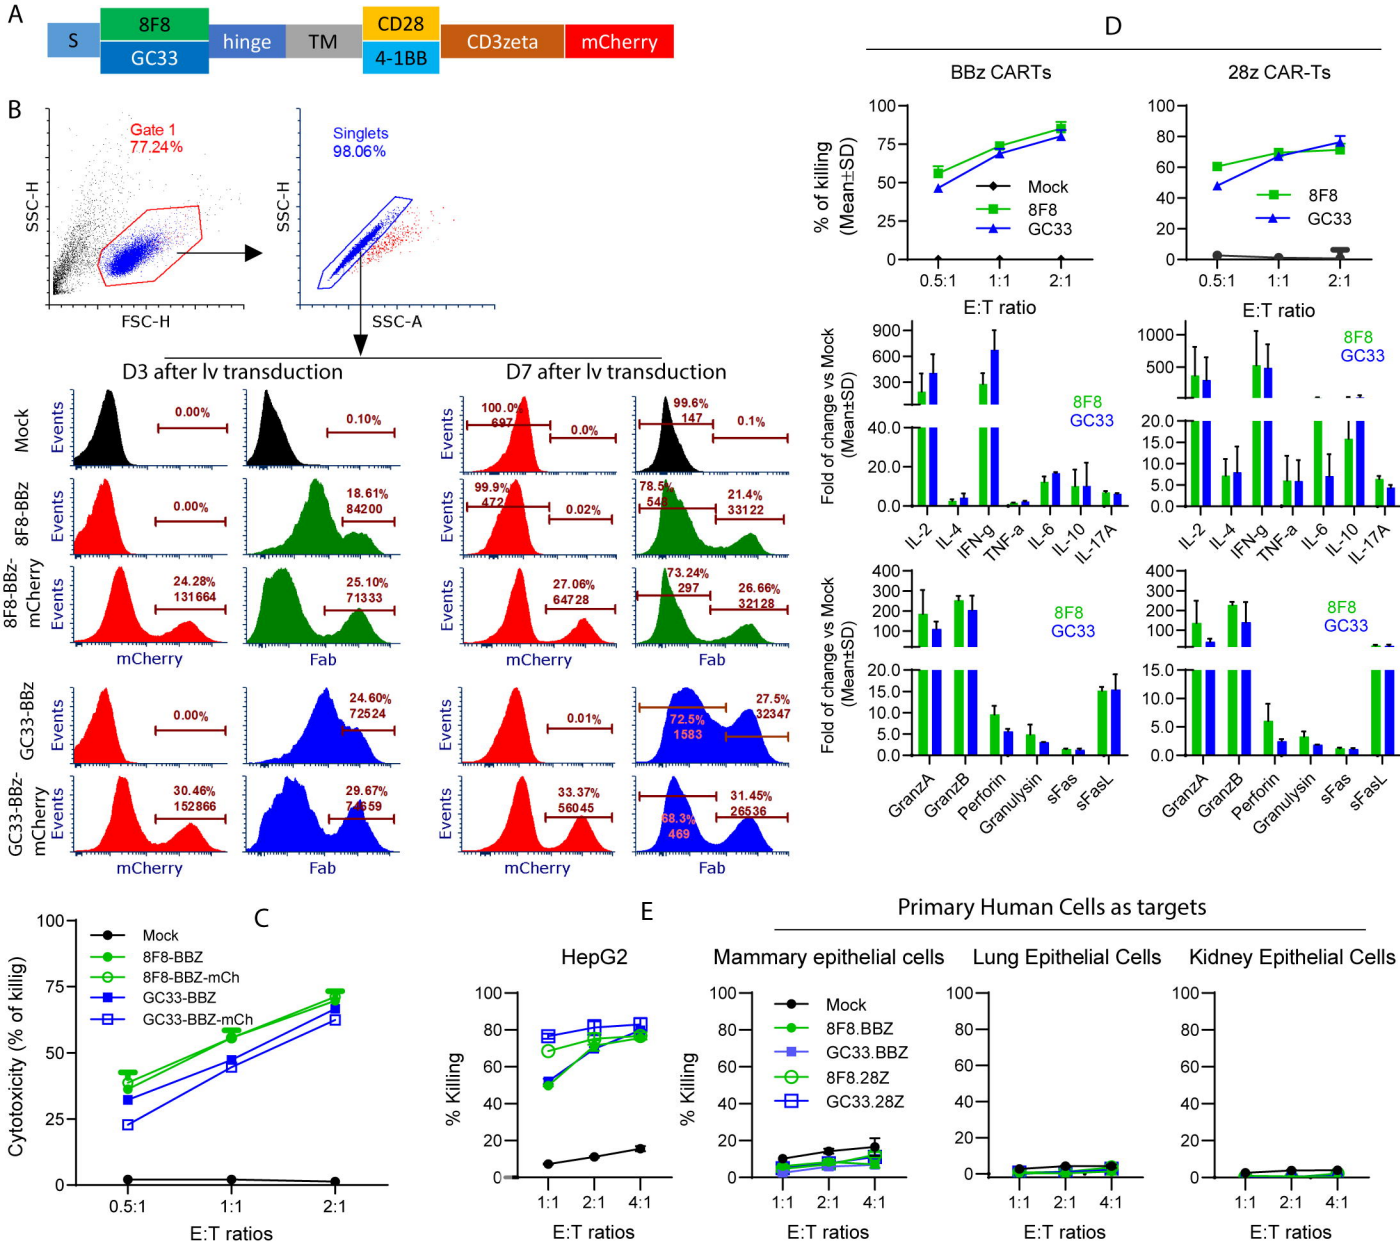 A
S
8F8
GC33
hinge
TM
CD28
4-1BB
CD3zeta
mCherry
B
Gate 1
77.24%
SSC-H
FSC-H
Singlets
98.06%
SSC-H
SSC-A
D3 after lv transduction
D7 after lv transduction
Mock
Events
0.00%
0.10%
Events
100.0%
697
0.0%
99.6%
147
0.1%
8F8-BBz
Events
0.00%
18.61%
84200
Events
99.9%
472
0.02%
78.5%
548
21.4%
33122
8F8-BBz-
mCherry
Events
24.28%
131664
25.10%
71333
Events
27.06%
64728
73.24%
297
26.66%
32128
mCherry
Fab
mCherry
Fab
GC33-BBz
Events
0.00%
24.60%
72524
Events
0.01%
72.5%
1583
27.5%
32347
GC33-BBz-
mCherry
Events
30.46%
152866
29.67%
Events
33.37%
56045
68.3%
469
31.45%
26536
mCherry
Fab
mCherry
Fab
C
Cytotoxicity (% of killig)
100
75
50
25
0
Mock
8F8-BBZ
8F8-BBZ-mCh
GC33-BBZ
GC33-BBZ-mCh
0.5:1
1:1
2:1
E:T ratios
D
BBz CARTs
28z CAR-Ts
% of killing
(Mean±SD)
100
75
50
25
0
Mock
8F8
GC33
0.5:1
1:1
2:1
100
80
60
40
20
0
8F8
GC33
0.5:1
1:1
2:1
E:T ratio
E:T ratio
Fold of change vs Mock
(Mean±SD)
900
600
300
40.0
20.0
0.0
8F8
GC33
IL-2
IL-4
IFN-g
TNF-a
IL-6
IL-10
IL-17A
1000
500
20.0
15.0
10.0
5.0
0.0
8F8
GC33
IL-2
IL-4
IFN-g
TNF-a
IL-6
IL-10
IL-17A
Fold of change vs Mock
(Mean±SD)
400
300
200
100
20.0
15.0
10.0
5.0
0.0
8F8
GC33
GranzA
GranzB
Perforin
Granulysin
sFas
sFasL
400
300
200
100
15.0
10.0
5.0
0.0
8F8
GC33
GranzA
GranzB
Perforin
Granulysin
sFas
sFasL
E
Primary Human Cells as targets
HepG2
Mammary epithelial cells
Lung Epithelial Cells
Kidney Epithelial Cells
% Killing
100
80
60
40
20
0
1:1
2:1
4:1
E:T ratios
% Killing
100
80
60
40
20
0
Mock
8F8.BBZ
GC33.BBZ
8F8.28Z
GC33.28Z
1:1
2:1
4:1
E:T ratios
100
80
60
40
20
0
1:1
2:1
4:1
E:T ratios
100
80
60
40
20
0
1:1
2:1
4:1
E:T ratios